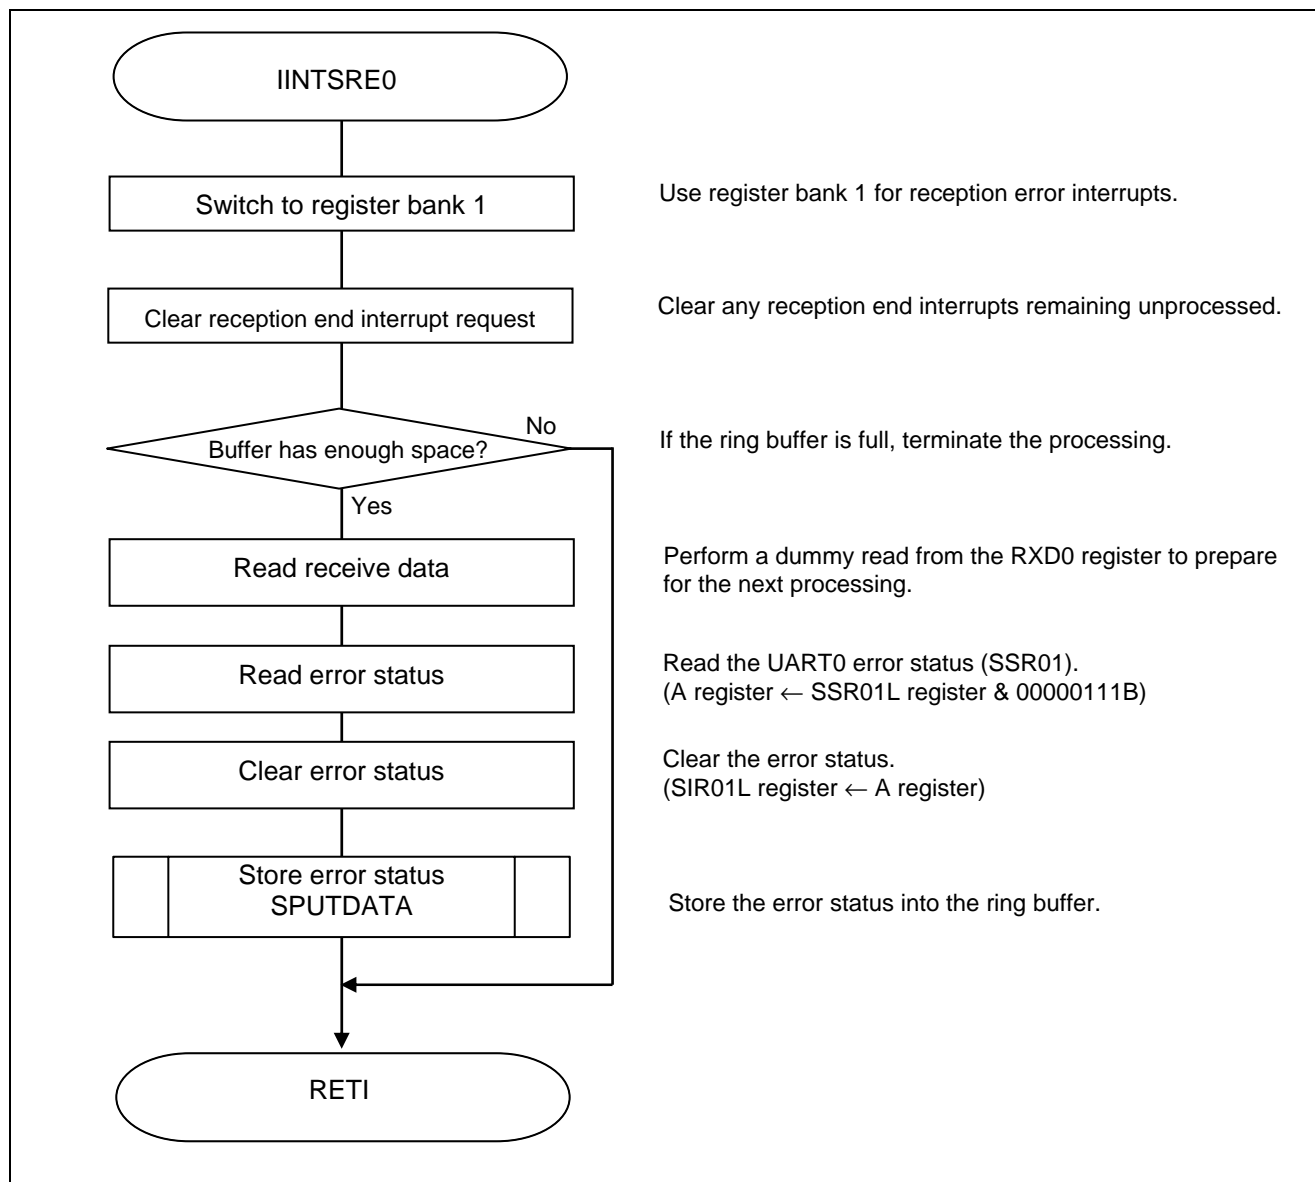 IINTSRE0
Switch to register bank 1
Use register bank 1 for reception error interrupts.
Clear reception end interrupt request
Clear any reception end interrupts remaining unprocessed.
No
Buffer has enough space?
If the ring buffer is full, terminate the processing.
Yes
Read receive data
Perform a dummy read from the RXD0 register to prepare
for the next processing.
Read error status
Read the UART0 error status (SSR01).
(A register ← SSR01L register & 00000111B)
Clear error status
Clear the error status.
(SIR01L register ← A register)
Store error status
SPUTDATA
Store the error status into the ring buffer.
RETI